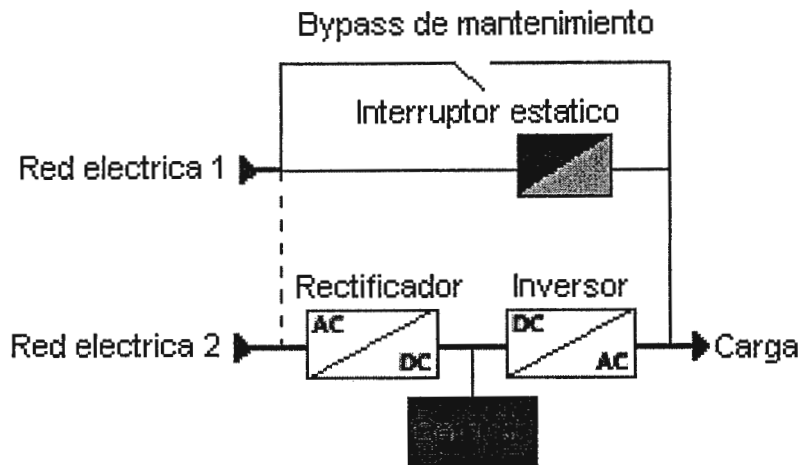 Bypass de mantenimiento
Interruptor estatico
Red electrica 1
Rectificador
Inversor
AC
DC
DC
AC
Red electrica 2
Carga